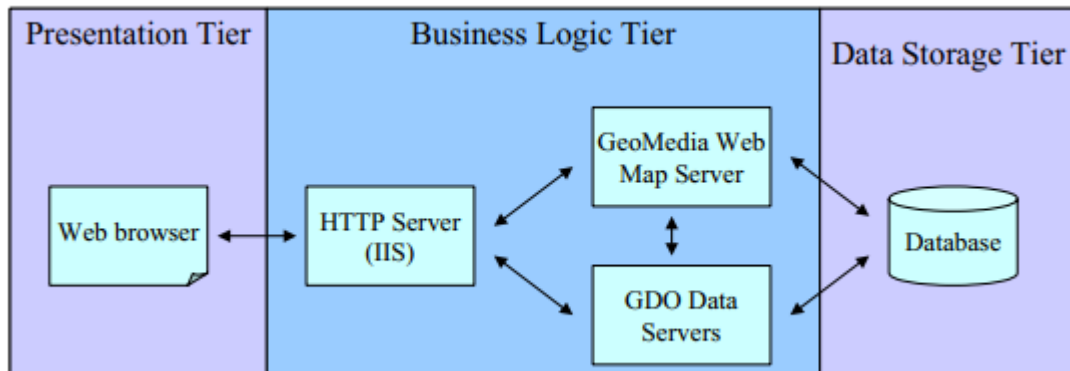 Presentation Tier
Business Logic Tier
Data Storage Tier
Web browser
HTTP Server
(IIS)
GeoMedia Web
Map Server
GDO Data
Servers
Database